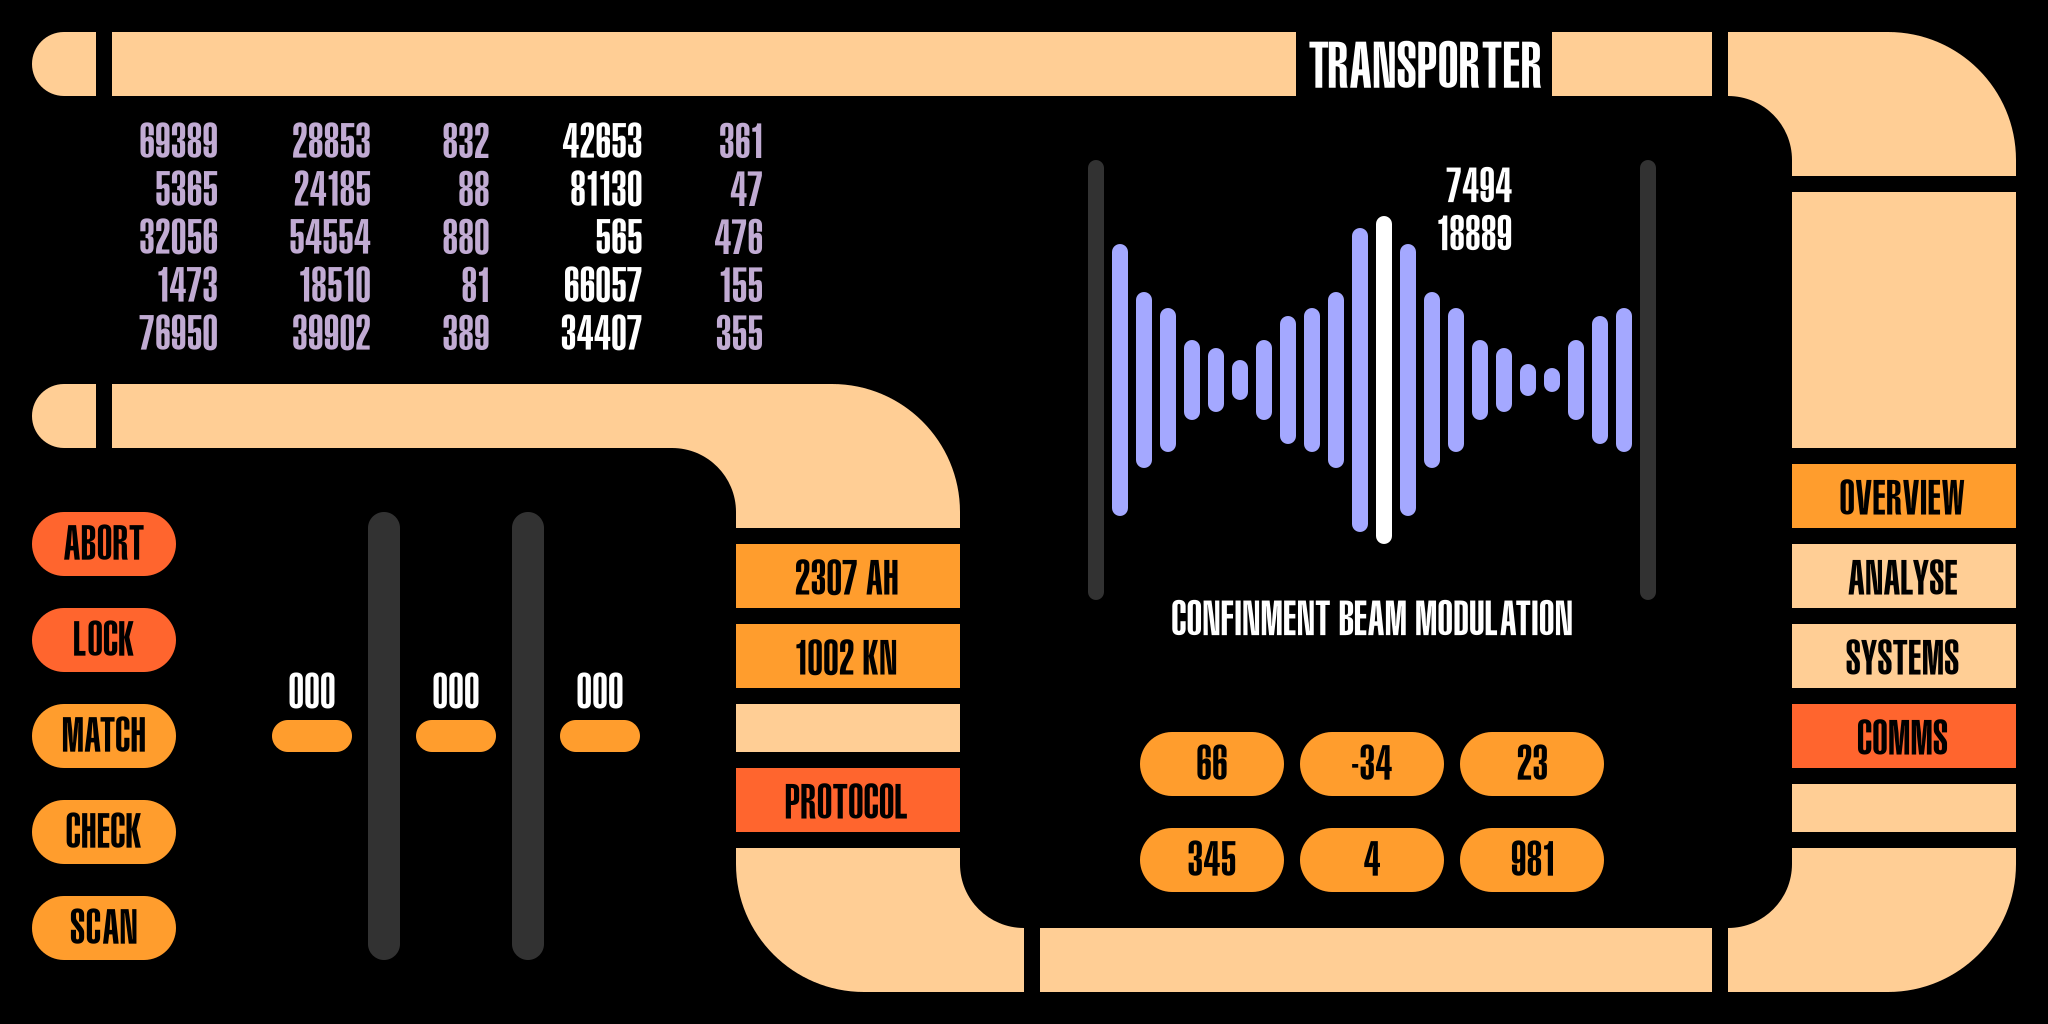 TRANSPORTER
69389 28853 832 42653 361
5365 24185 88 81130 47
32056 54554 880 565 476
1473 18510 81 66057 155
76950 39902 389 34407 355
7494
18889
CONFINMENT BEAM MODULATION
ABORT
LOCK
MATCH
CHECK
SCAN
000 000 000
2307 AH
1002 KN
PROTOCOL
66 -34 23
345 4 981
OVERVIEW
ANALYSE
SYSTEMS
COMMS